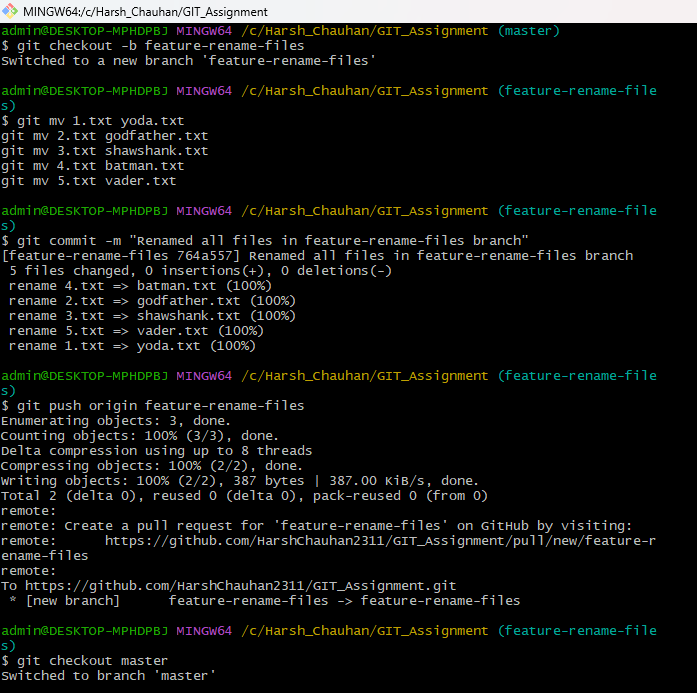 MINGW64:/c/Harsh_Chauhan/GIT_Assignment
admin@DESKTOP-MPHDPBJ MINGW64 /c/Harsh_Chauhan/GIT_Assignment (master)
$ git checkout -b feature-rename-files
Switched to a new branch 'feature-rename-files'
admin@DESKTOP-MPHDPBJ MINGW64 /c/Harsh_Chauhan/GIT_Assignment (feature-rename-file
s)
$ git mv 1.txt yoda.txt
git mv 2.txt godfather.txt
git mv 3.txt shawshank.txt
git mv 4.txt batman.txt
git mv 5.txt vader.txt
admin@DESKTOP-MPHDPBJ MINGW64 /c/Harsh_Chauhan/GIT_Assignment (feature-rename-file
s)
$ git commit -m "Renamed all files in feature-rename-files branch"
[feature-rename-files 764a557] Renamed all files in feature-rename-files branch
 5 files changed, 0 insertions(+), 0 deletions(-)
 rename 4.txt => batman.txt (100%)
 rename 2.txt => godfather.txt (100%)
 rename 3.txt => shawshank.txt (100%)
 rename 5.txt => vader.txt (100%)
 rename 1.txt => yoda.txt (100%)
admin@DESKTOP-MPHDPBJ MINGW64 /c/Harsh_Chauhan/GIT_Assignment (feature-rename-file
s)
$ git push origin feature-rename-files
Enumerating objects: 3, done.
Counting objects: 100% (3/3), done.
Delta compression using up to 8 threads
Compressing objects: 100% (2/2), done.
Writing objects: 100% (2/2), 387 bytes | 387.00 KiB/s, done.
Total 2 (delta 0), reused 0 (delta 0), pack-reused 0 (from 0)
remote:
remote: Create a pull request for 'feature-rename-files' on GitHub by visiting:
remote:      https://github.com/HarshChauhan2311/GIT_Assignment/pull/new/feature-r
ename-files
remote:
To https://github.com/HarshChauhan2311/GIT_Assignment.git
 * [new branch]      feature-rename-files -> feature-rename-files
admin@DESKTOP-MPHDPBJ MINGW64 /c/Harsh_Chauhan/GIT_Assignment (feature-rename-file
s)
$ git checkout master
Switched to branch 'master'